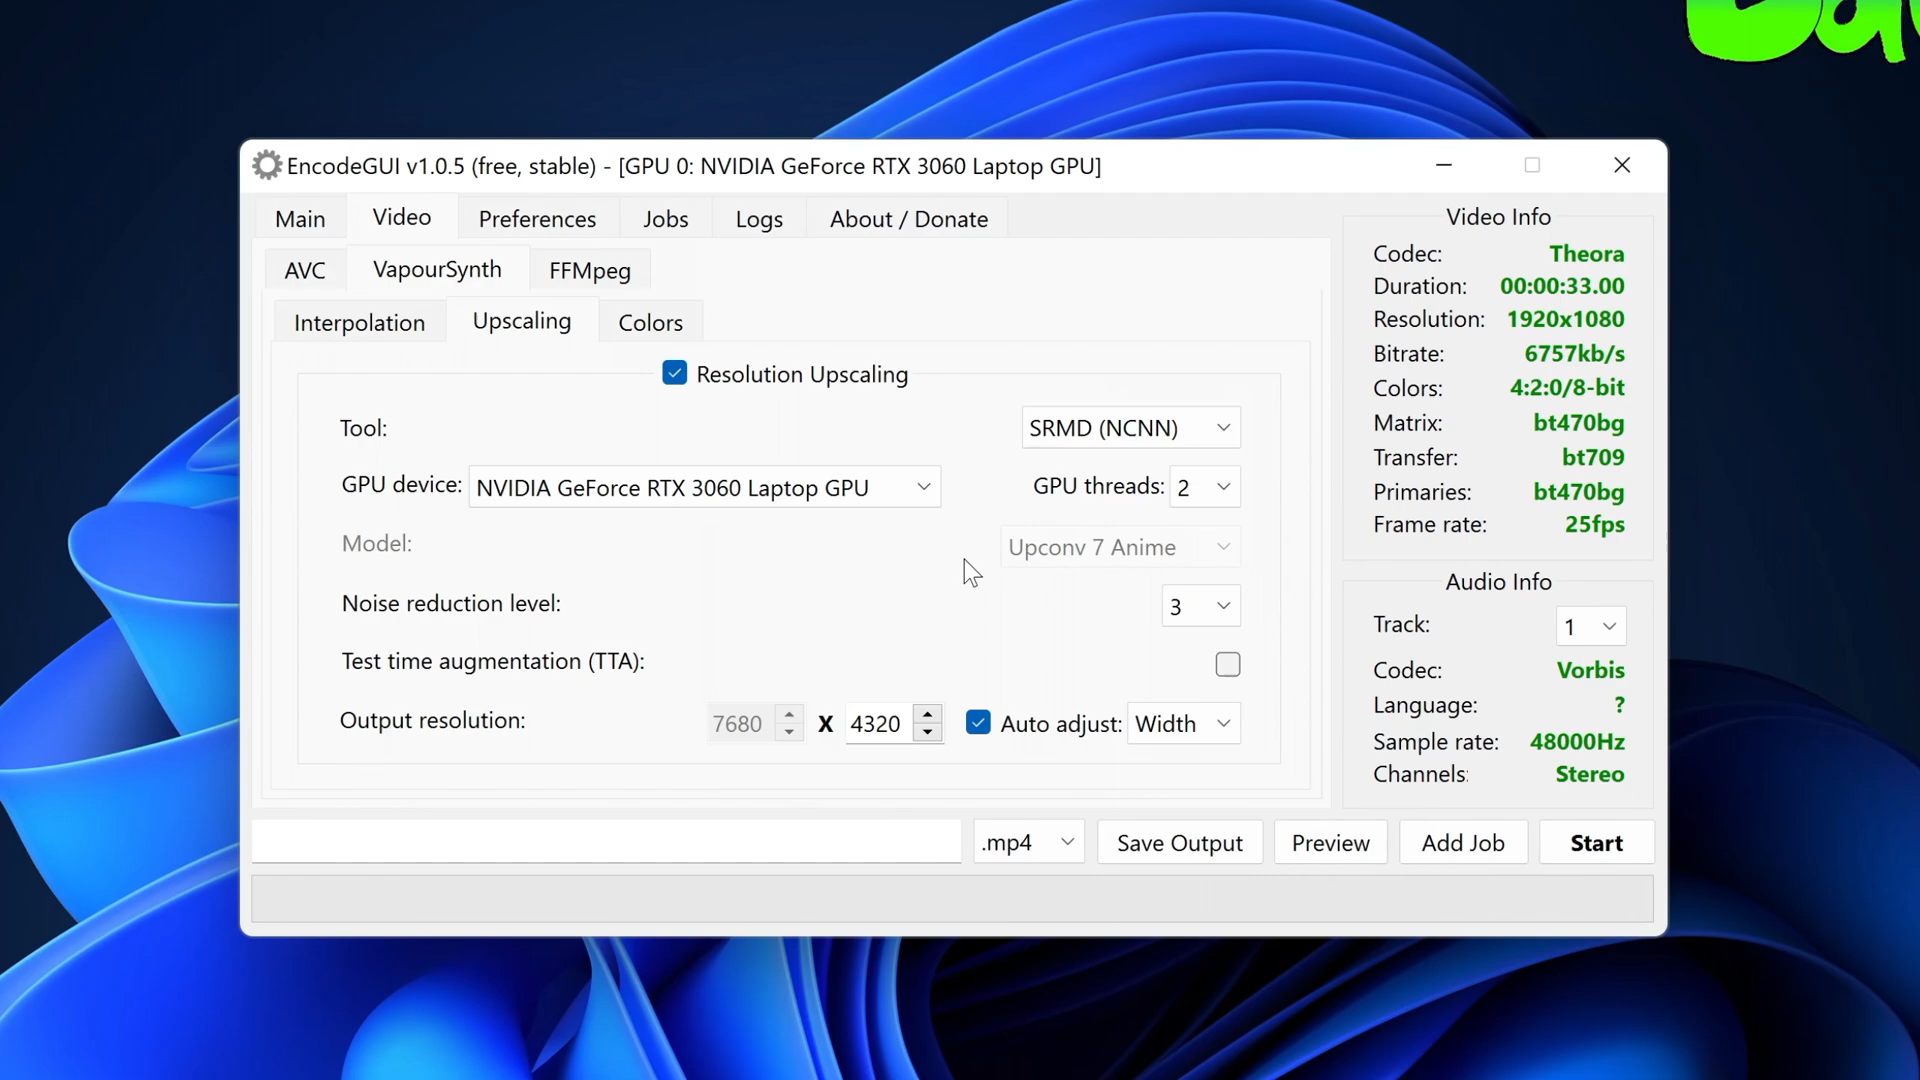 EncodeGUI v1.0.5 (free, stable) - [GPU 0: NVIDIA GeForce RTX 3060 Laptop GPU]
Main Video Preferences Jobs Logs About / Donate
AVC VapourSynth FFMpeg
Interpolation Upscaling Colors
Resolution Upscaling
Tool: SRMD (NCNN)
GPU device: NVIDIA GeForce RTX 3060 Laptop GPU GPU threads: 2
Model: Upconv 7 Anime
Noise reduction level: 3
Test time augmentation (TTA):
Output resolution: 7680 X 4320 Auto adjust: Width
Video Info
Codec: Theora
Duration: 00:00:33.00
Resolution: 1920x1080
Bitrate: 6757kb/s
Colors: 4:2:0/8-bit
Matrix: bt470bg
Transfer: bt709
Primaries: bt470bg
Frame rate: 25fps
Audio Info
Track: 1
Codec: Vorbis
Language: ?
Sample rate: 48000Hz
Channels: Stereo
.mp4 Save Output Preview Add Job Start